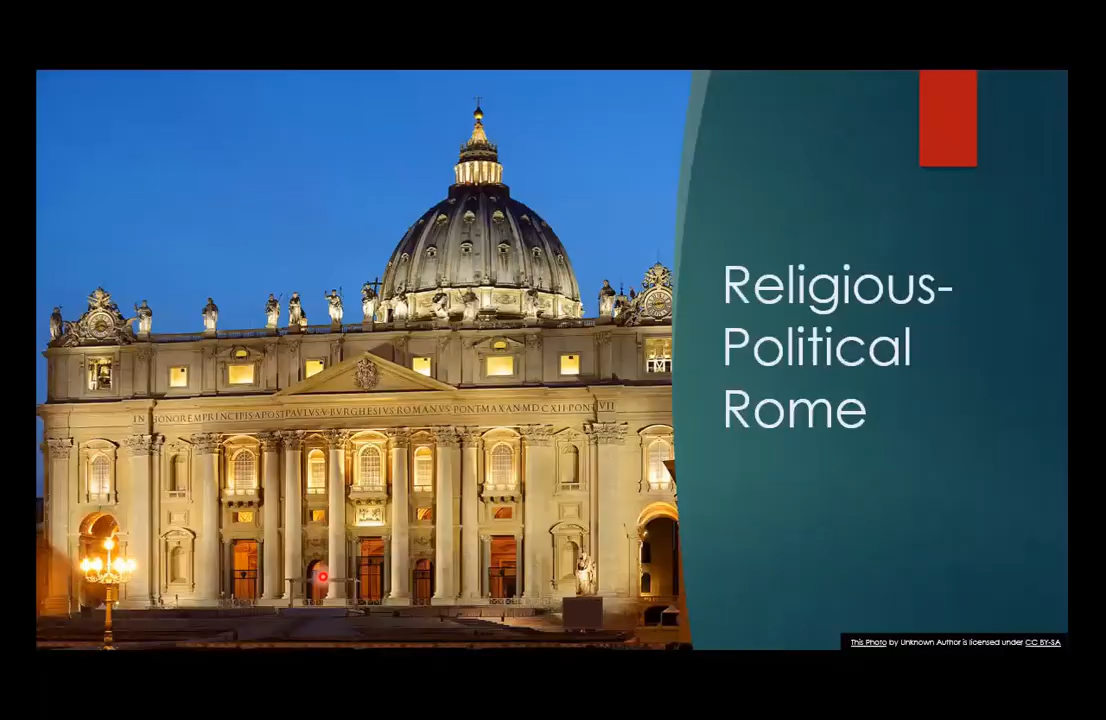 IN HONOREM PRINCIPIS APOST PAVLVS V BVRGHESIVS ROMANVS PONT MAX AN MDCXII PONT VII
Religious-
Political
Rome
This Photo by Unknown Author is licensed under CC BY-SA